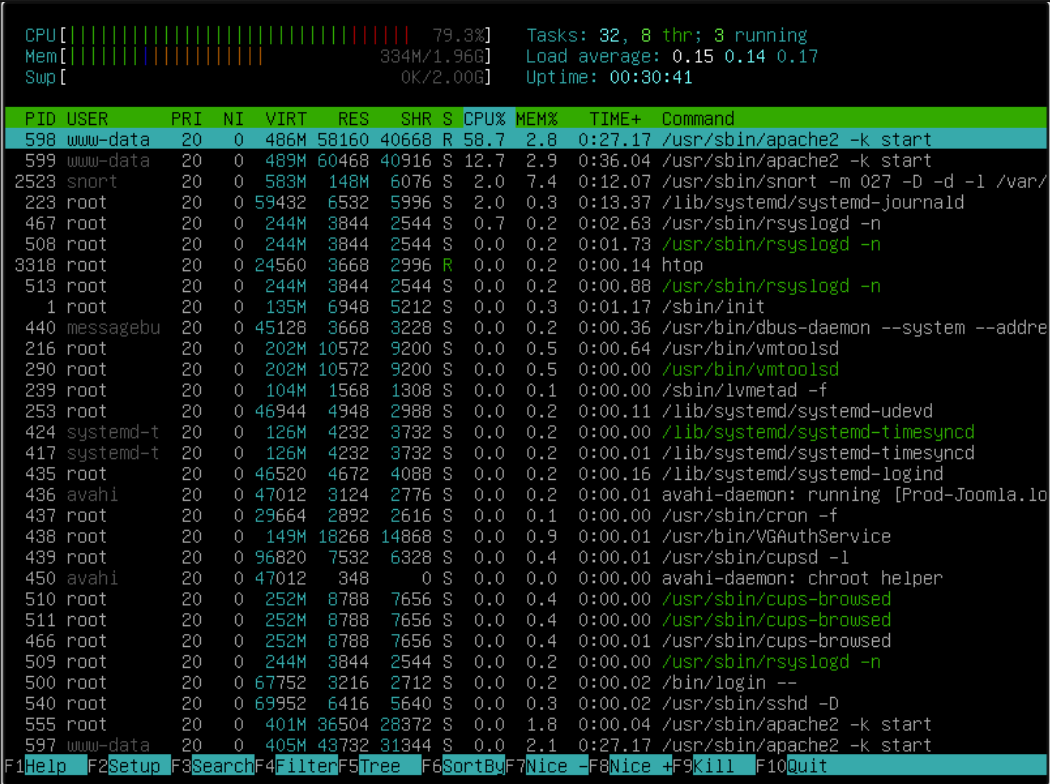 CPU[||||||||||||||||||||||||||||||||| 79.3%] Tasks: 32, 8 thr; 3 running
Mem[||||||||||||||||||| 334M/1.96G] Load average: 0.15 0.14 0.17
Swp[ 0K/2.00G] Uptime: 00:30:41
PID USER PRI NI VIRT RES SHR S CPU% MEM% TIME+ Command
598 www-data 20 0 486M 58160 40668 R 58.7 2.8 0:27.17 /usr/sbin/apache2 -k start
599 www-data 20 0 489M 60468 40916 S 12.7 2.9 0:36.04 /usr/sbin/apache2 -k start
2523 snort 20 0 583M 148M 6076 S 2.0 7.4 0:12.07 /usr/sbin/snort -m 027 -D -d -l /var/
223 root 20 0 59432 6532 5996 S 2.0 0.3 0:13.37 /lib/systemd/systemd-journald
467 root 20 0 244M 3844 2544 S 0.7 0.2 0:02.63 /usr/sbin/rsyslogd -n
508 root 20 0 244M 3844 2544 S 0.0 0.2 0:01.73 /usr/sbin/rsyslogd -n
3318 root 20 0 24560 3668 2996 R 0.0 0.2 0:00.14 htop
513 root 20 0 244M 3844 2544 S 0.0 0.2 0:00.88 /usr/sbin/rsyslogd -n
1 root 20 0 135M 6948 5212 S 0.0 0.3 0:01.17 /sbin/init
440 messagebu 20 0 45128 3668 3228 S 0.0 0.2 0:00.36 /usr/bin/dbus-daemon --system --addre
216 root 20 0 202M 10572 9200 S 0.0 0.5 0:00.64 /usr/bin/vmtoolsd
290 root 20 0 202M 10572 9200 S 0.0 0.5 0:00.00 /usr/bin/vmtoolsd
239 root 20 0 104M 1568 1308 S 0.0 0.1 0:00.00 /sbin/lvmetad -f
253 root 20 0 46944 4948 2988 S 0.0 0.2 0:00.11 /lib/systemd/systemd-udevd
424 systemd-t 20 0 126M 4232 3732 S 0.0 0.2 0:00.00 /lib/systemd/systemd-timesyncd
417 systemd-t 20 0 126M 4232 3732 S 0.0 0.2 0:00.01 /lib/systemd/systemd-timesyncd
435 root 20 0 46520 4672 4088 S 0.0 0.2 0:00.16 /lib/systemd/systemd-logind
436 avahi 20 0 47012 3124 2776 S 0.0 0.2 0:00.01 avahi-daemon: running [Prod-Joomla.lo
437 root 20 0 29664 2892 2616 S 0.0 0.1 0:00.00 /usr/sbin/cron -f
438 root 20 0 149M 18268 14868 S 0.0 0.9 0:00.01 /usr/bin/VGAuthService
439 root 20 0 96820 7532 6328 S 0.0 0.4 0:00.01 /usr/sbin/cupsd -l
450 avahi 20 0 47012 348 0 S 0.0 0.0 0:00.00 avahi-daemon: chroot helper
510 root 20 0 252M 8788 7656 S 0.0 0.4 0:00.00 /usr/sbin/cups-browsed
511 root 20 0 252M 8788 7656 S 0.0 0.4 0:00.00 /usr/sbin/cups-browsed
466 root 20 0 252M 8788 7656 S 0.0 0.4 0:00.01 /usr/sbin/cups-browsed
509 root 20 0 244M 3844 2544 S 0.0 0.2 0:00.00 /usr/sbin/rsyslogd -n
500 root 20 0 67752 3216 2712 S 0.0 0.2 0:00.02 /bin/login --
540 root 20 0 69952 6416 5640 S 0.0 0.3 0:00.02 /usr/sbin/sshd -D
555 root 20 0 401M 36504 28372 S 0.0 1.8 0:00.04 /usr/sbin/apache2 -k start
597 www-data 20 0 405M 43732 31344 S 0.0 2.1 0:27.17 /usr/sbin/apache2 -k start
F1Help F2Setup F3SearchF4FilterF5Tree F6SortByF7Nice -F8Nice +F9Kill F10Quit